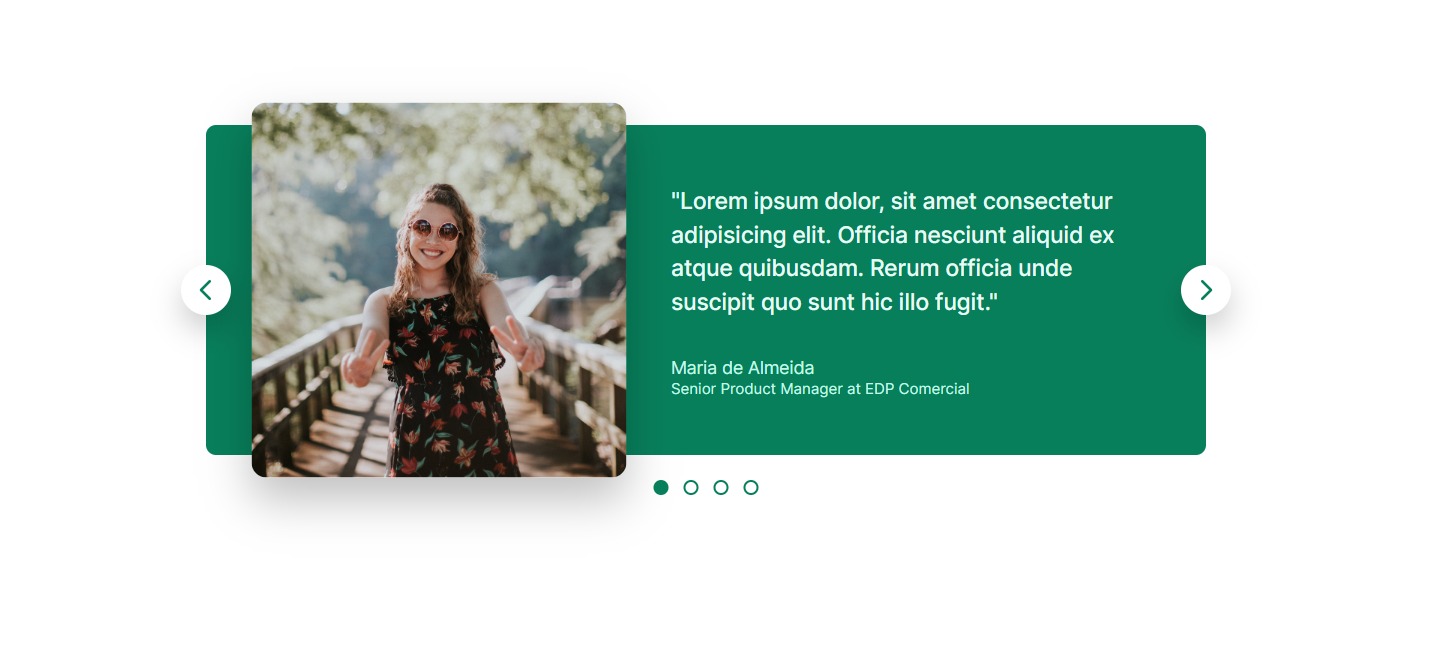 "Lorem ipsum dolor, sit amet consectetur
adipisicing elit. Officia nesciunt aliquid ex
atque quibusdam. Rerum officia unde
suscipit quo sunt hic illo fugit."
Maria de Almeida
Senior Product Manager at EDP Comercial